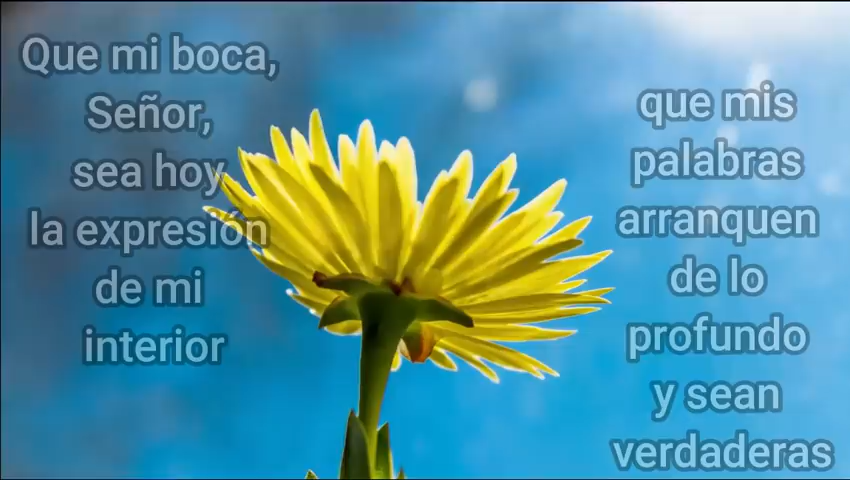 Que mi boca,
Señor,
sea hoy
la expresión
de mi
interior
que mis
palabras
arranquen
de lo
profundo
y sean
verdaderas